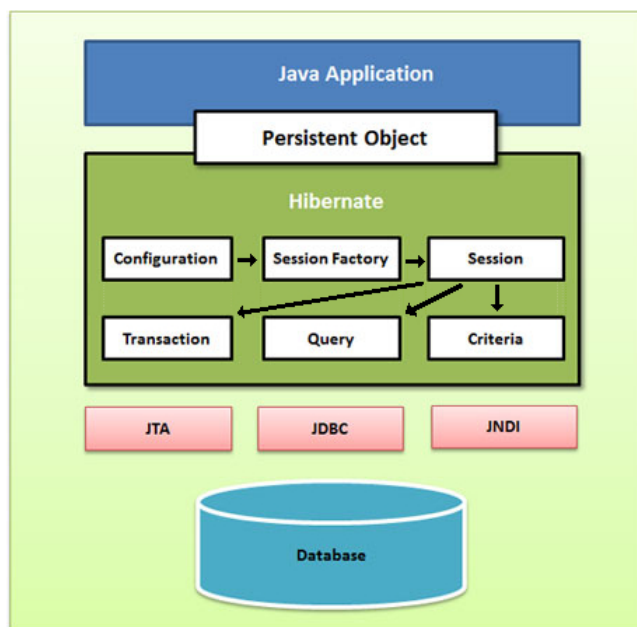 Java Application
Persistent Object
Hibernate
Configuration
Session Factory
Session
Transaction
Query
Criteria
JTA
JDBC
JNDI
Database